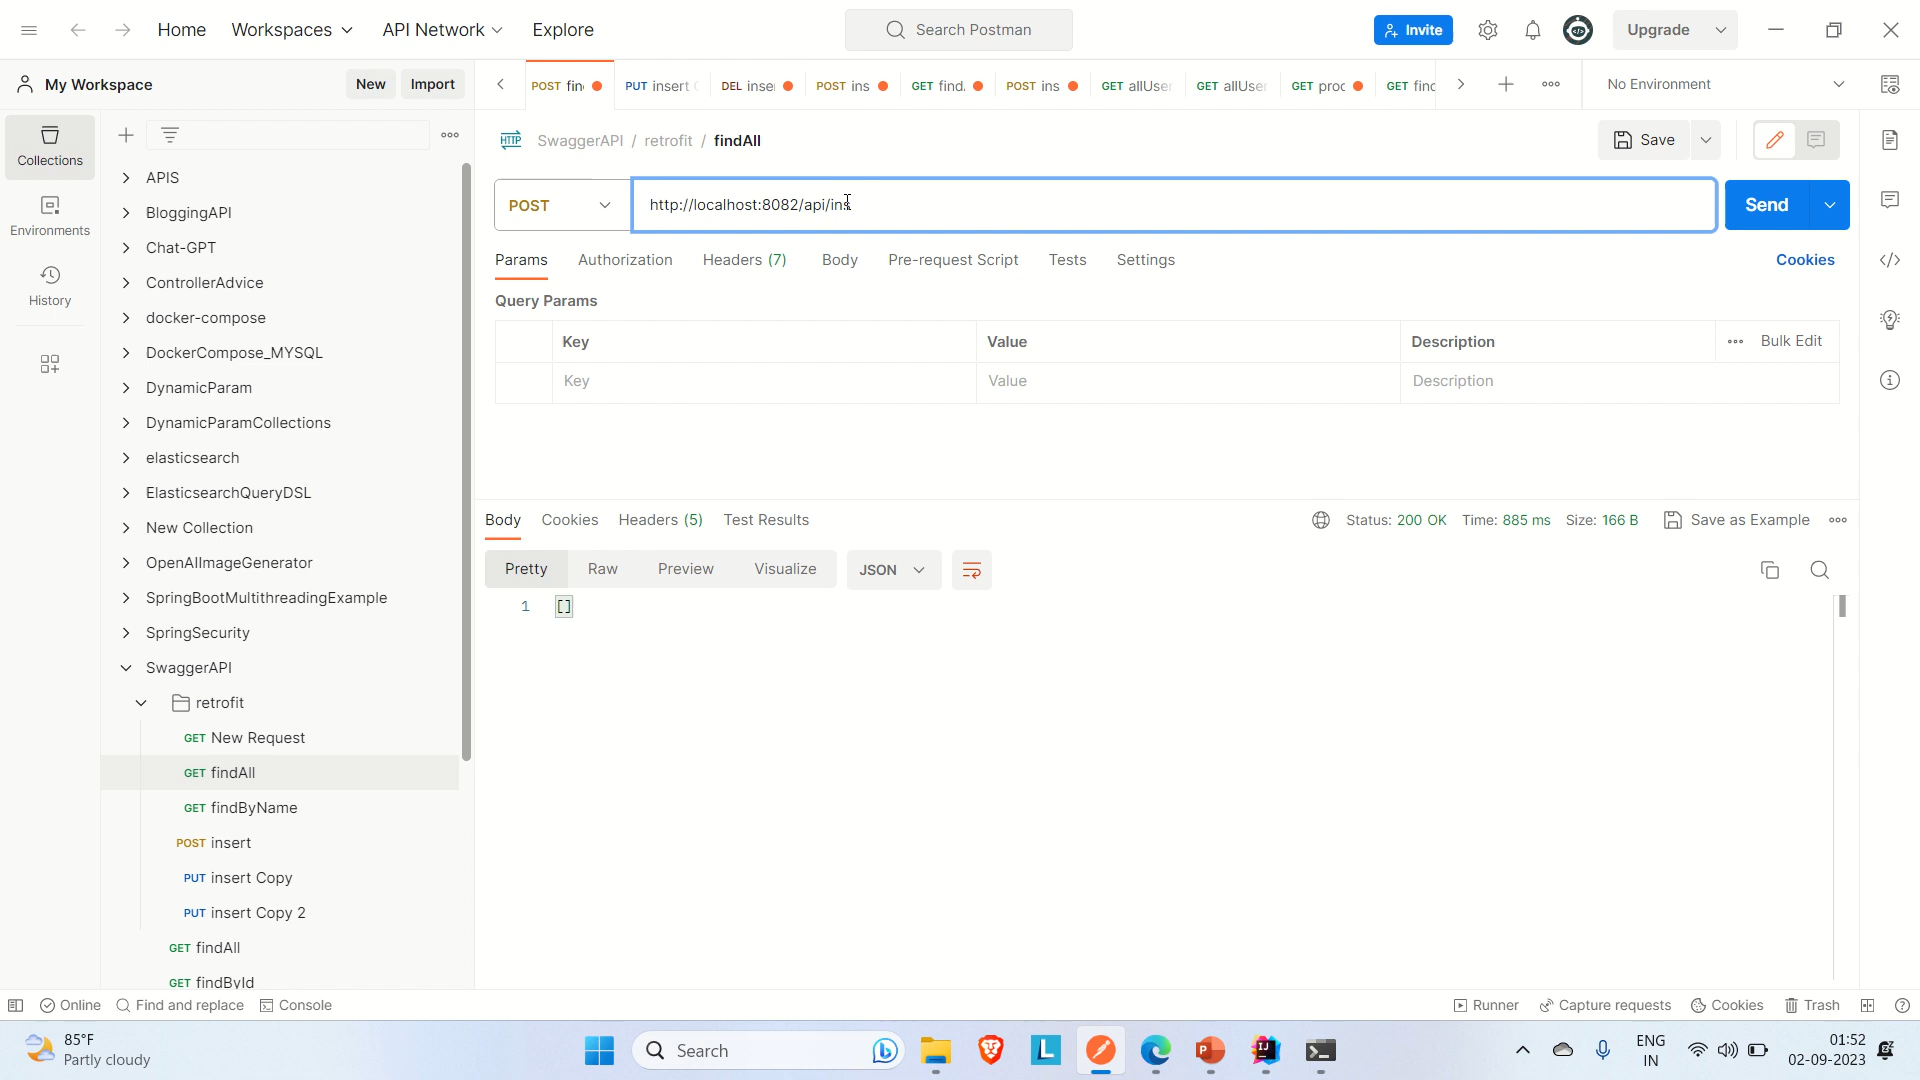 Home
Workspaces
API Network
Explore
Search Postman
Invite
Upgrade
My Workspace
New
Import
POST fin
PUT insert
DEL inse
POST ins
GET find.
POST ins
GET allUse
GET allUse
GET proc
GET find
No Environment
Collections
Environments
History
APIS
BloggingAPI
Chat-GPT
ControllerAdvice
docker-compose
DockerCompose_MYSQL
DynamicParam
DynamicParamCollections
elasticsearch
ElasticsearchQueryDSL
New Collection
OpenAIImageGenerator
SpringBootMultithreadingExample
SpringSecurity
SwaggerAPI
retrofit
GET New Request
GET findAll
GET findByName
POST insert
PUT insert Copy
PUT insert Copy 2
GET findAll
GET findById
HTTP SwaggerAPI / retrofit / findAll
Save
POST
http://localhost:8082/api/ins
Send
Params
Authorization
Headers (7)
Body
Pre-request Script
Tests
Settings
Cookies
Query Params
Key
Value
Description
Bulk Edit
Key
Value
Description
Body
Cookies
Headers (5)
Test Results
Status: 200 OK
Time: 885 ms
Size: 166 B
Save as Example
Pretty
Raw
Preview
Visualize
JSON
1 []
Online
Find and replace
Console
Runner
Capture requests
Cookies
Trash
85°F
Partly cloudy
Search
ENG
IN
01:52
02-09-2023